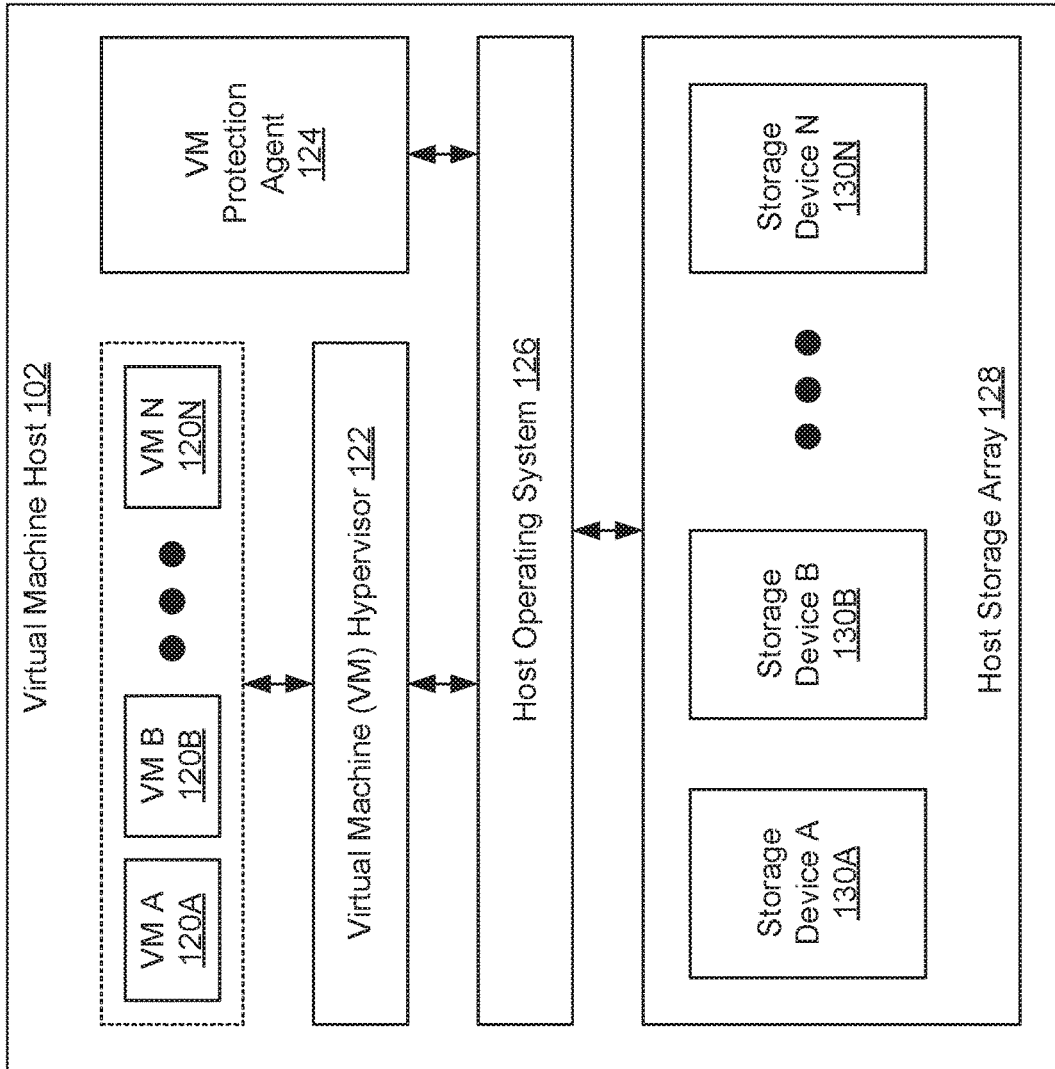 Virtual Machine Host 102
VM A
120A
VM B
120B
VM N
120N
Virtual Machine (VM) Hypervisor 122
VM
Protection
Agent
124
Host Operating System 126
Storage
Device A
130A
Storage
Device B
130B
Storage
Device N
130N
Host Storage Array 128